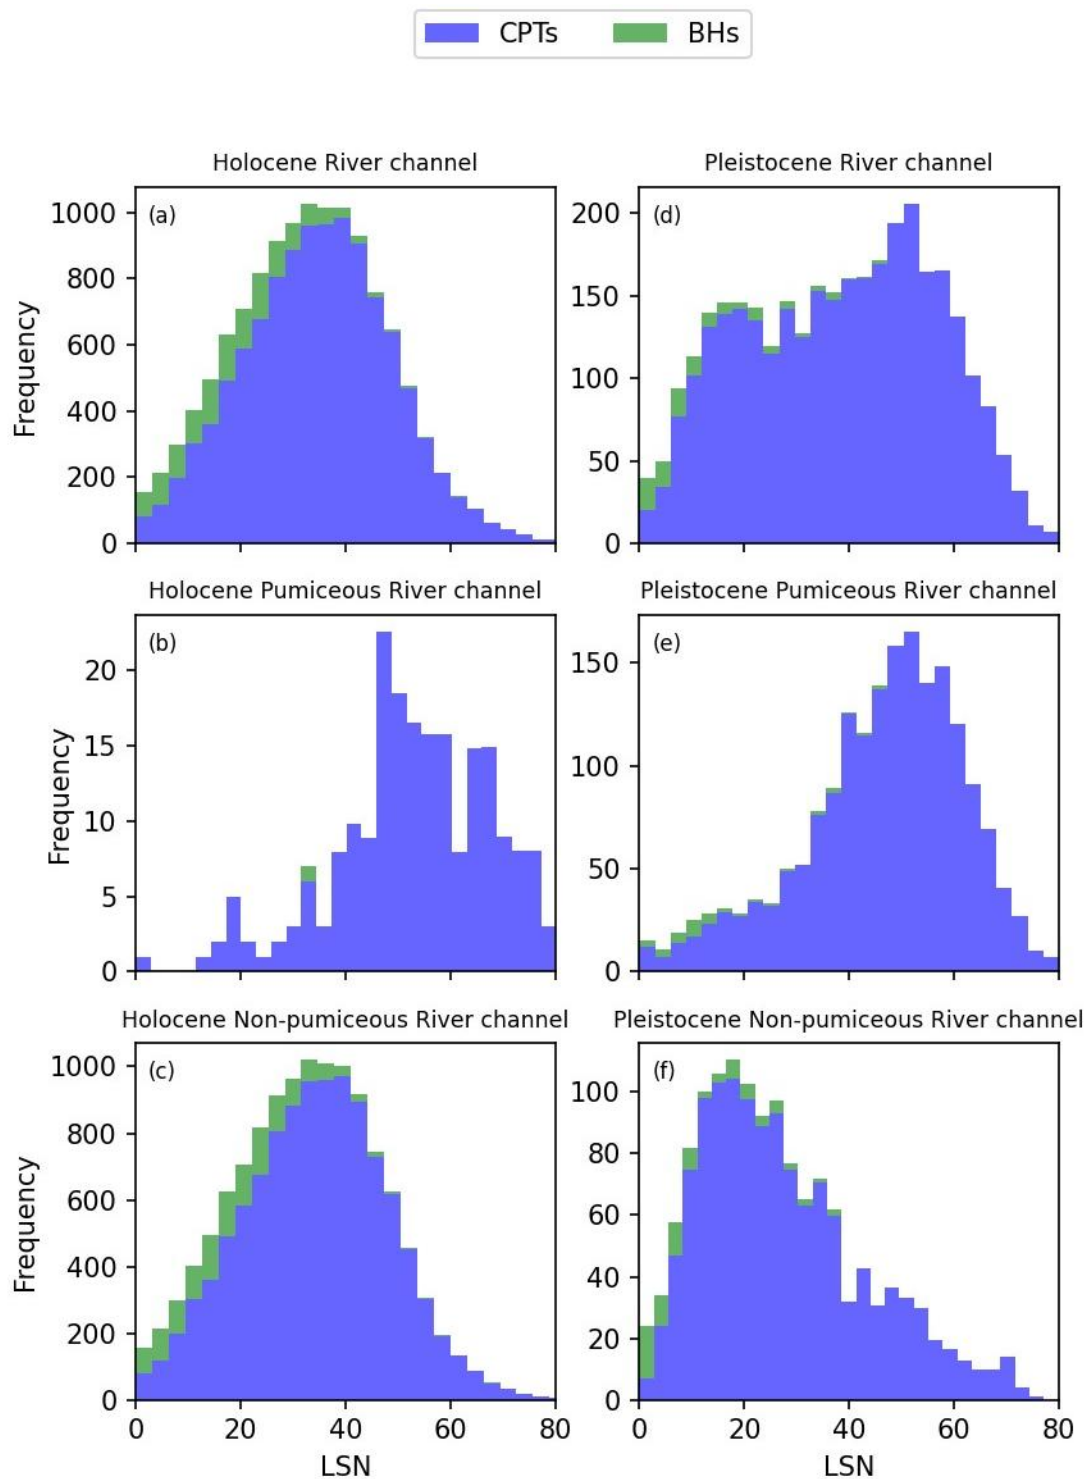 CPTs BHs
Holocene River channel
(a)
Frequency
1000
800
600
400
200
0
Pleistocene River channel
(d)
200
150
100
50
0
Holocene Pumiceous River channel
(b)
Frequency
20
15
10
5
0
Pleistocene Pumiceous River channel
(e)
150
100
50
0
Holocene Non-pumiceous River channel
(c)
Frequency
1000
800
600
400
200
0
0 20 40 60 80
LSN
Pleistocene Non-pumiceous River channel
(f)
100
80
60
40
20
0
0 20 40 60 80
LSN